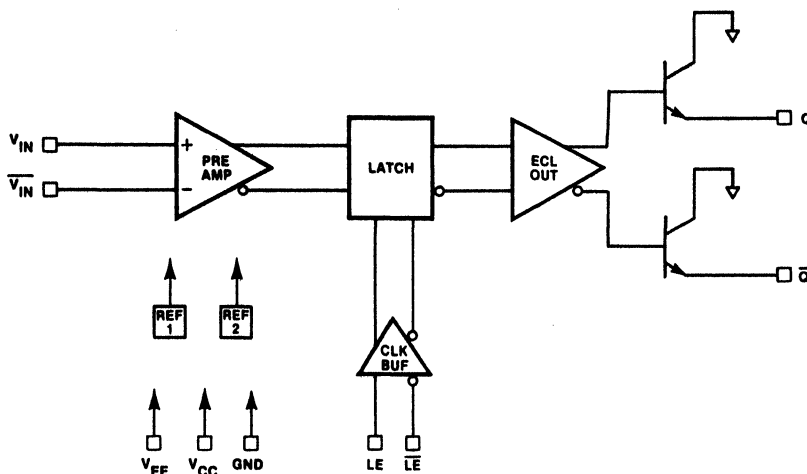 V_IN
+
PRE
AMP
V̅_I̅N̅
−
LATCH
ECL
OUT
Q̅
REF
1
REF
2
CLK
BUF
V_EE
V_CC
GND
LE
L̅E̅